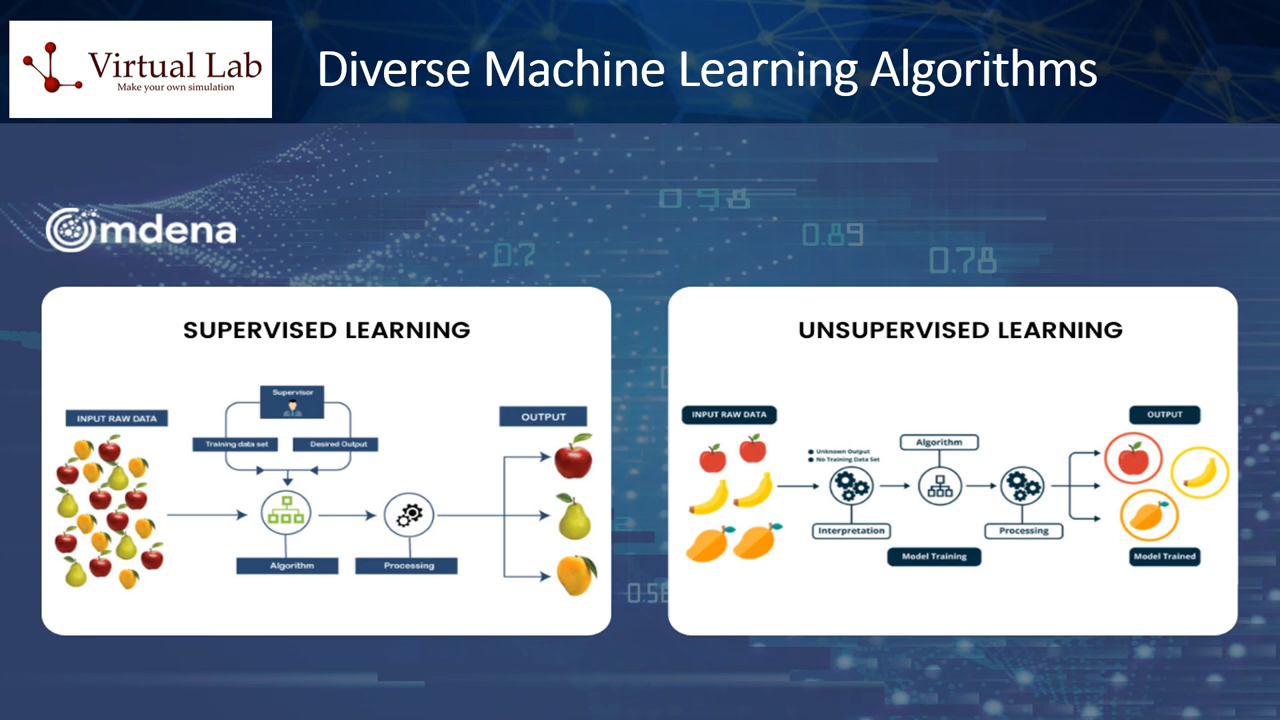 Virtual Lab
Make your own simulation
Diverse Machine Learning Algorithms
0.98
0.89
0.7
0.78
omdena
SUPERVISED LEARNING
Supervisor
INPUT RAW DATA
OUTPUT
Training data set
Desired Output
Algorithm
Processing
UNSUPERVISED LEARNING
INPUT RAW DATA
OUTPUT
Algorithm
Unknown Output
No Training Data Set
Interpretation
Processing
Model Training
Model Trained